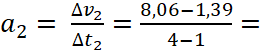 a₂ = Δv₂/Δt₂ = (8,06−1,39)/(4−1) =